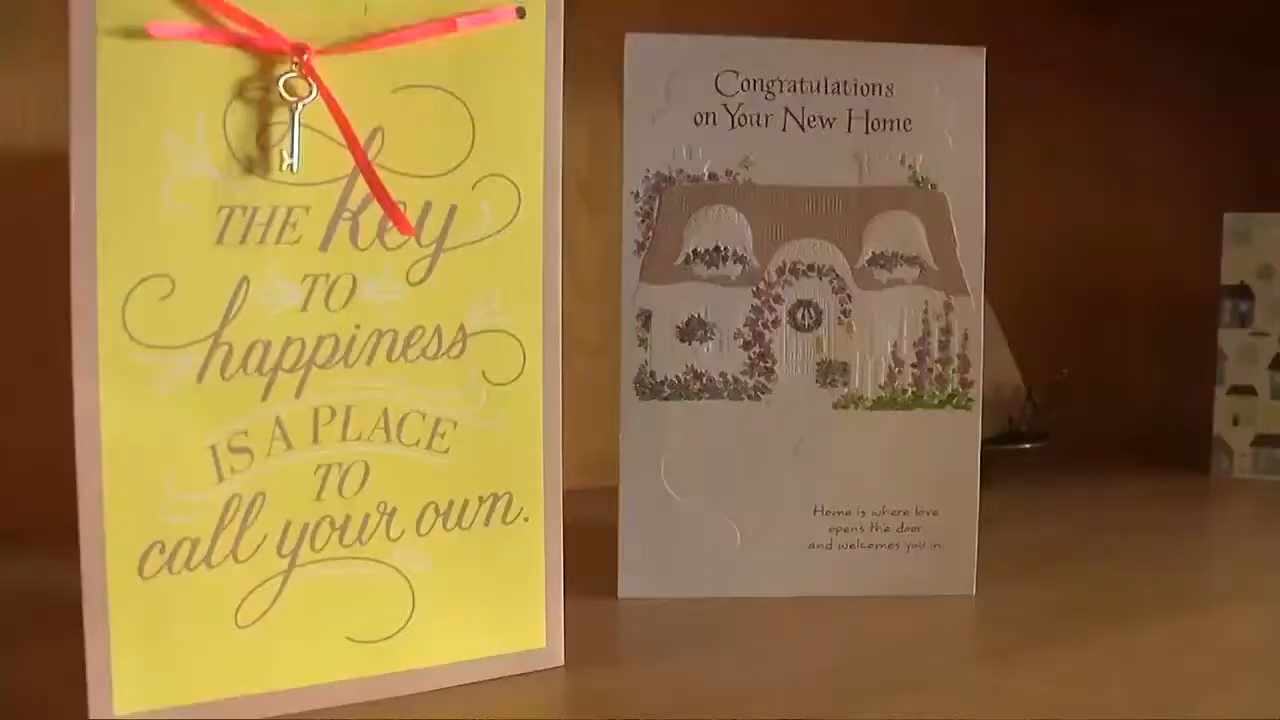 THE key
TO
happiness
IS A PLACE
TO
call your own.
Congratulations
on Your New Home
Home is where love
opens the door
and welcomes you in.